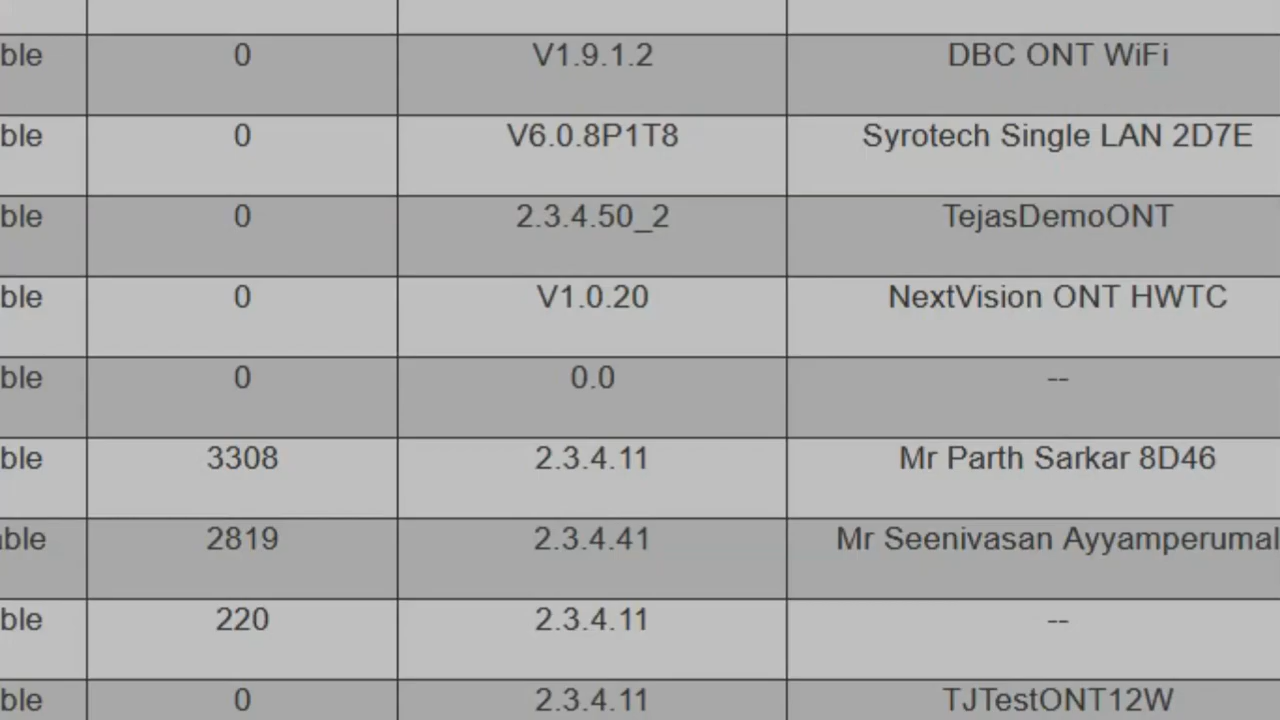 ble 0 V1.9.1.2 DBC ONT WiFi
ble 0 V6.0.8P1T8 Syrotech Single LAN 2D7E
ble 0 2.3.4.50_2 TejasDemoONT
ble 0 V1.0.20 NextVision ONT HWTC
ble 0 0.0 --
ble 3308 2.3.4.11 Mr Parth Sarkar 8D46
able 2819 2.3.4.41 Mr Seenivasan Ayyamperumal
ble 220 2.3.4.11 --
ble 0 2.3.4.11 TJTestONT12W